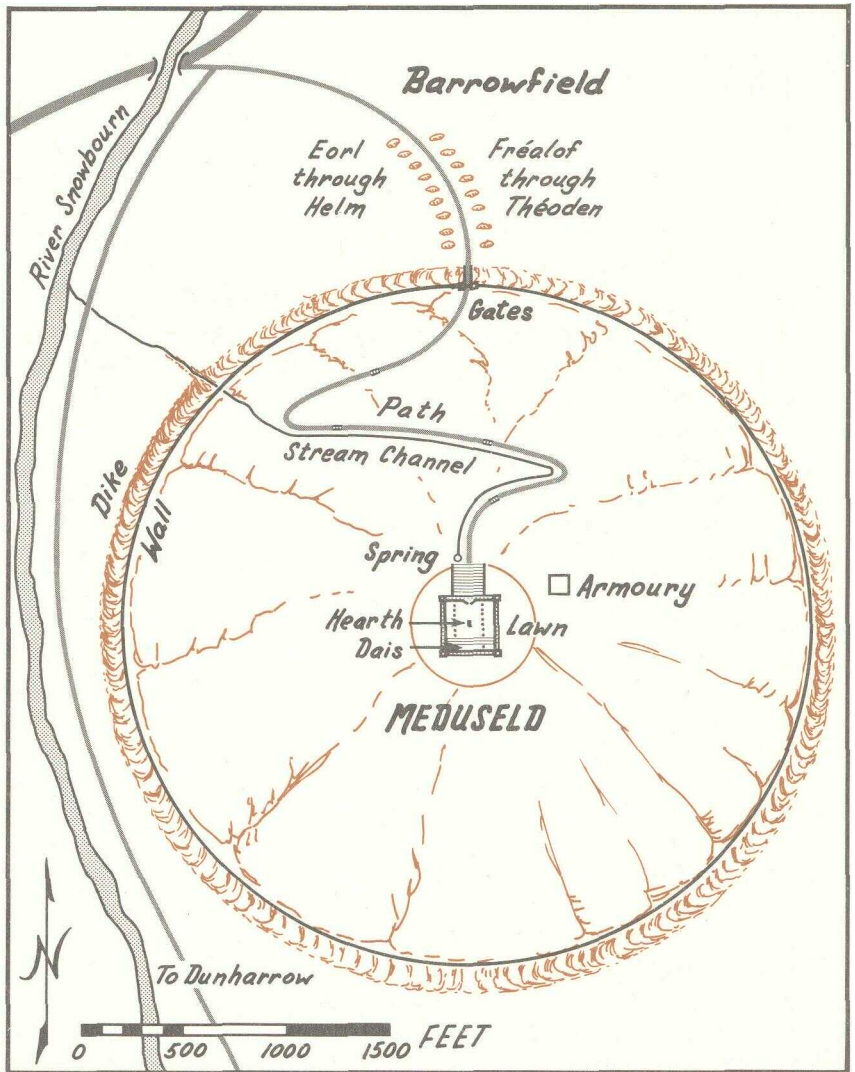 Barrowfield
Eorl
through
Helm
Fréalof
through
Théoden
River Snowbourn
Gates
Path
Stream Channel
Dike
Wall
Spring
Armoury
Hearth
Lawn
Dais
MEDUSELD
N
To Dunharrow
0 500 1000 1500 FEET